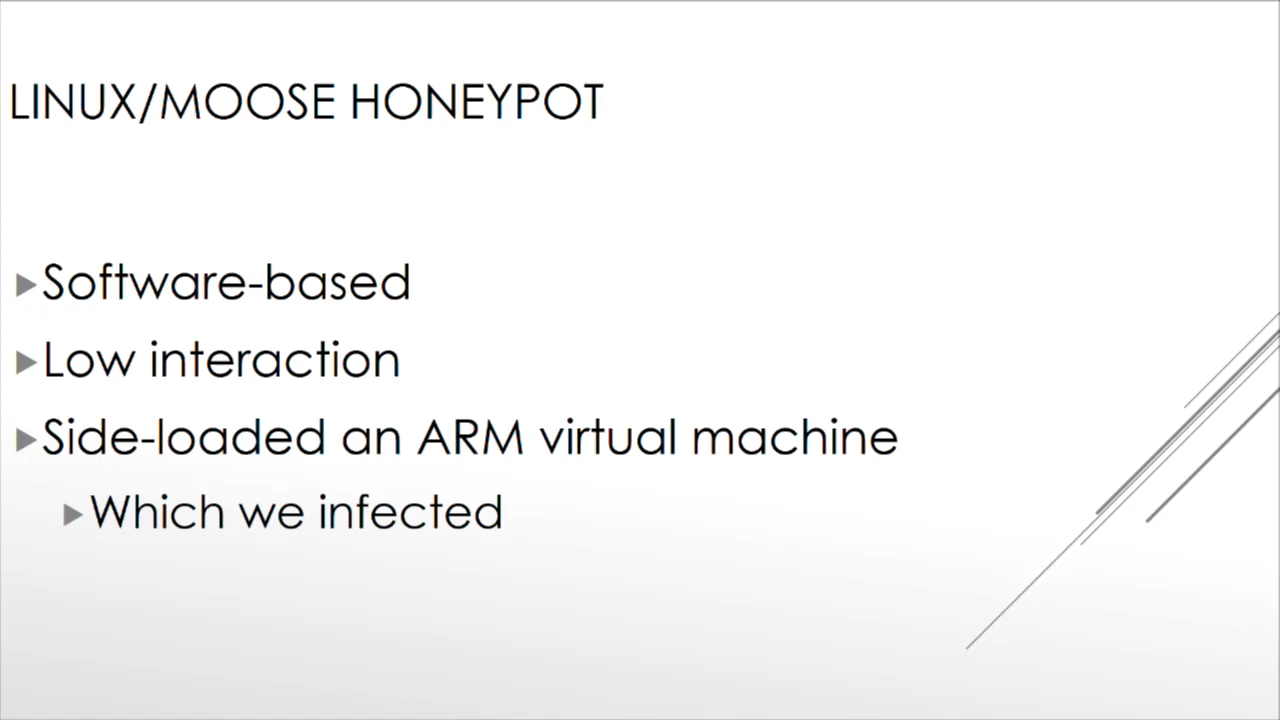 LINUX/MOOSE HONEYPOT
Software-based
Low interaction
Side-loaded an ARM virtual machine
Which we infected